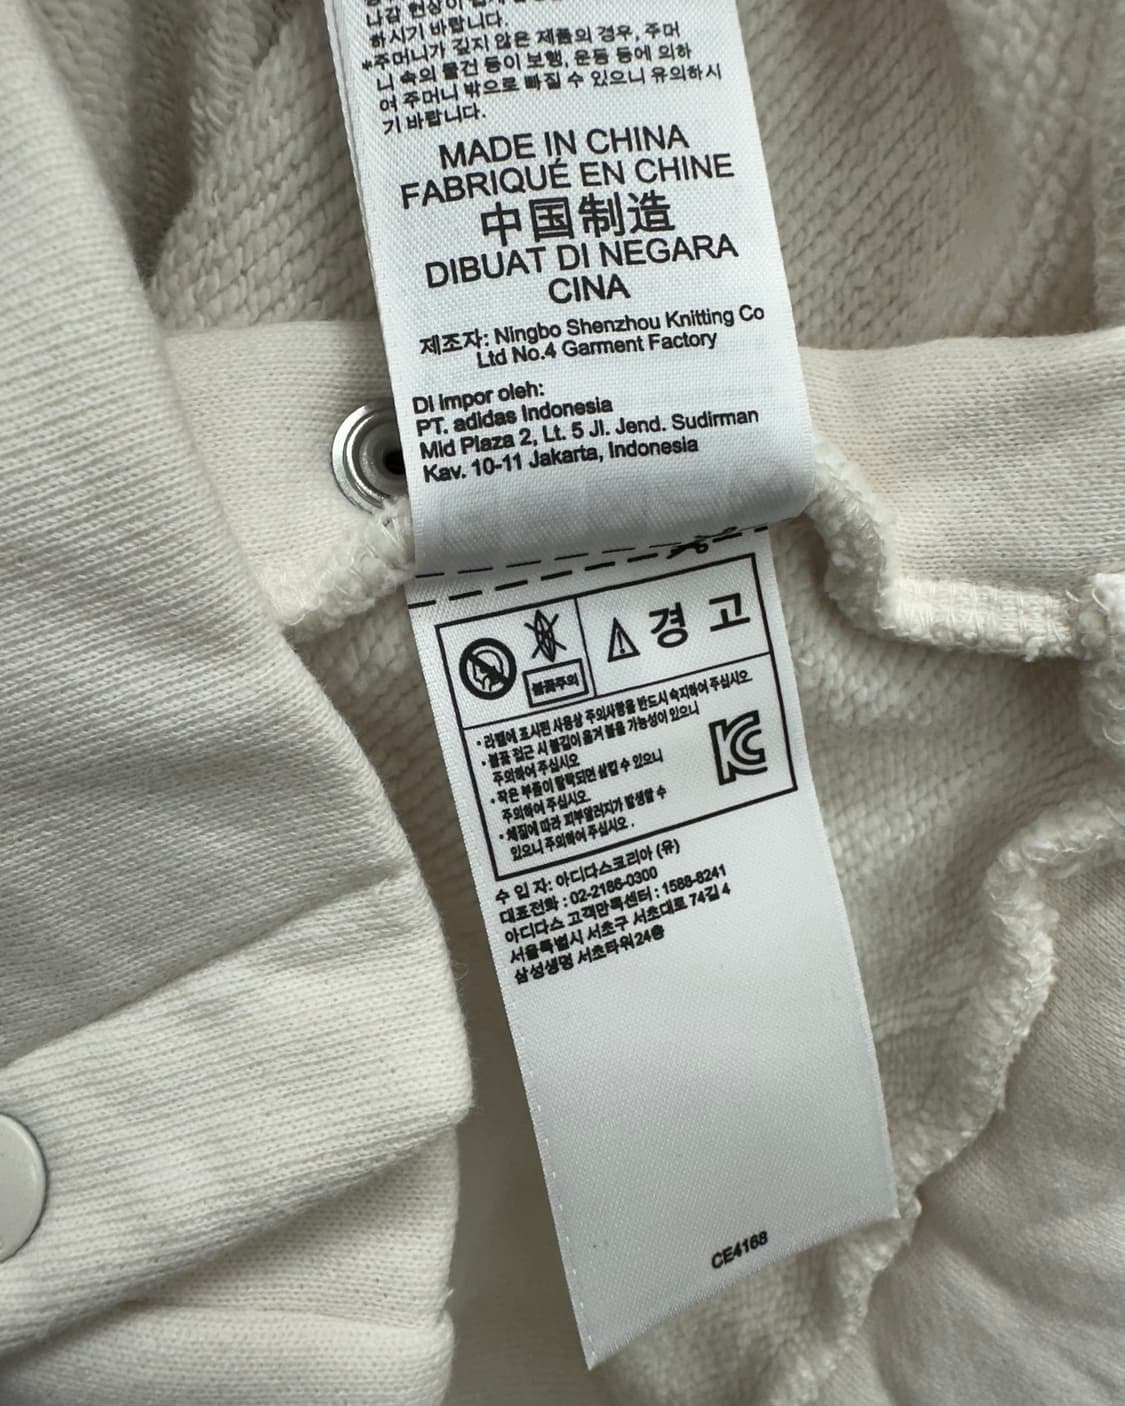 나감 현상이
하시기 바랍니다.
*주머니가 깊지 않은 제품의 경우, 주머
니 속의 물건 등이 보행, 운동 등에 의하
여 주머니 밖으로 빠질 수 있으니 유의하시
기 바랍니다.
MADE IN CHINA
FABRIQUÉ EN CHINE
中国制造
DIBUAT DI NEGARA
CINA
제조자: Ningbo Shenzhou Knitting Co
Ltd No.4 Garment Factory
Di impor oleh:
PT. adidas Indonesia
Mid Plaza 2, Lt. 5 Jl. Jend. Sudirman
Kav. 10-11 Jakarta, Indonesia
불꽃주의
경 고
• 라벨에 표시된 사용상 주의사항을 반드시 숙지하여 주십시오.
• 불꽃 접근 시 불길이 옮겨 붙을 가능성이 있으니
주의하여 주십시오
• 작은 부품이 탈락되면 삼킬 수 있으니
주의하여 주십시오.
• 체질에 따라 피부알러지가 발생할 수
있으니 주의하여 주십시오 .
KC
수 입 자: 아디다스코리아 (유)
대표전화 : 02-2186-0300
아디다스 고객만족센터 : 1588-8241
서울특별시 서초구 서초대로 74길 4
삼성생명 서초타워 24층
CE4168